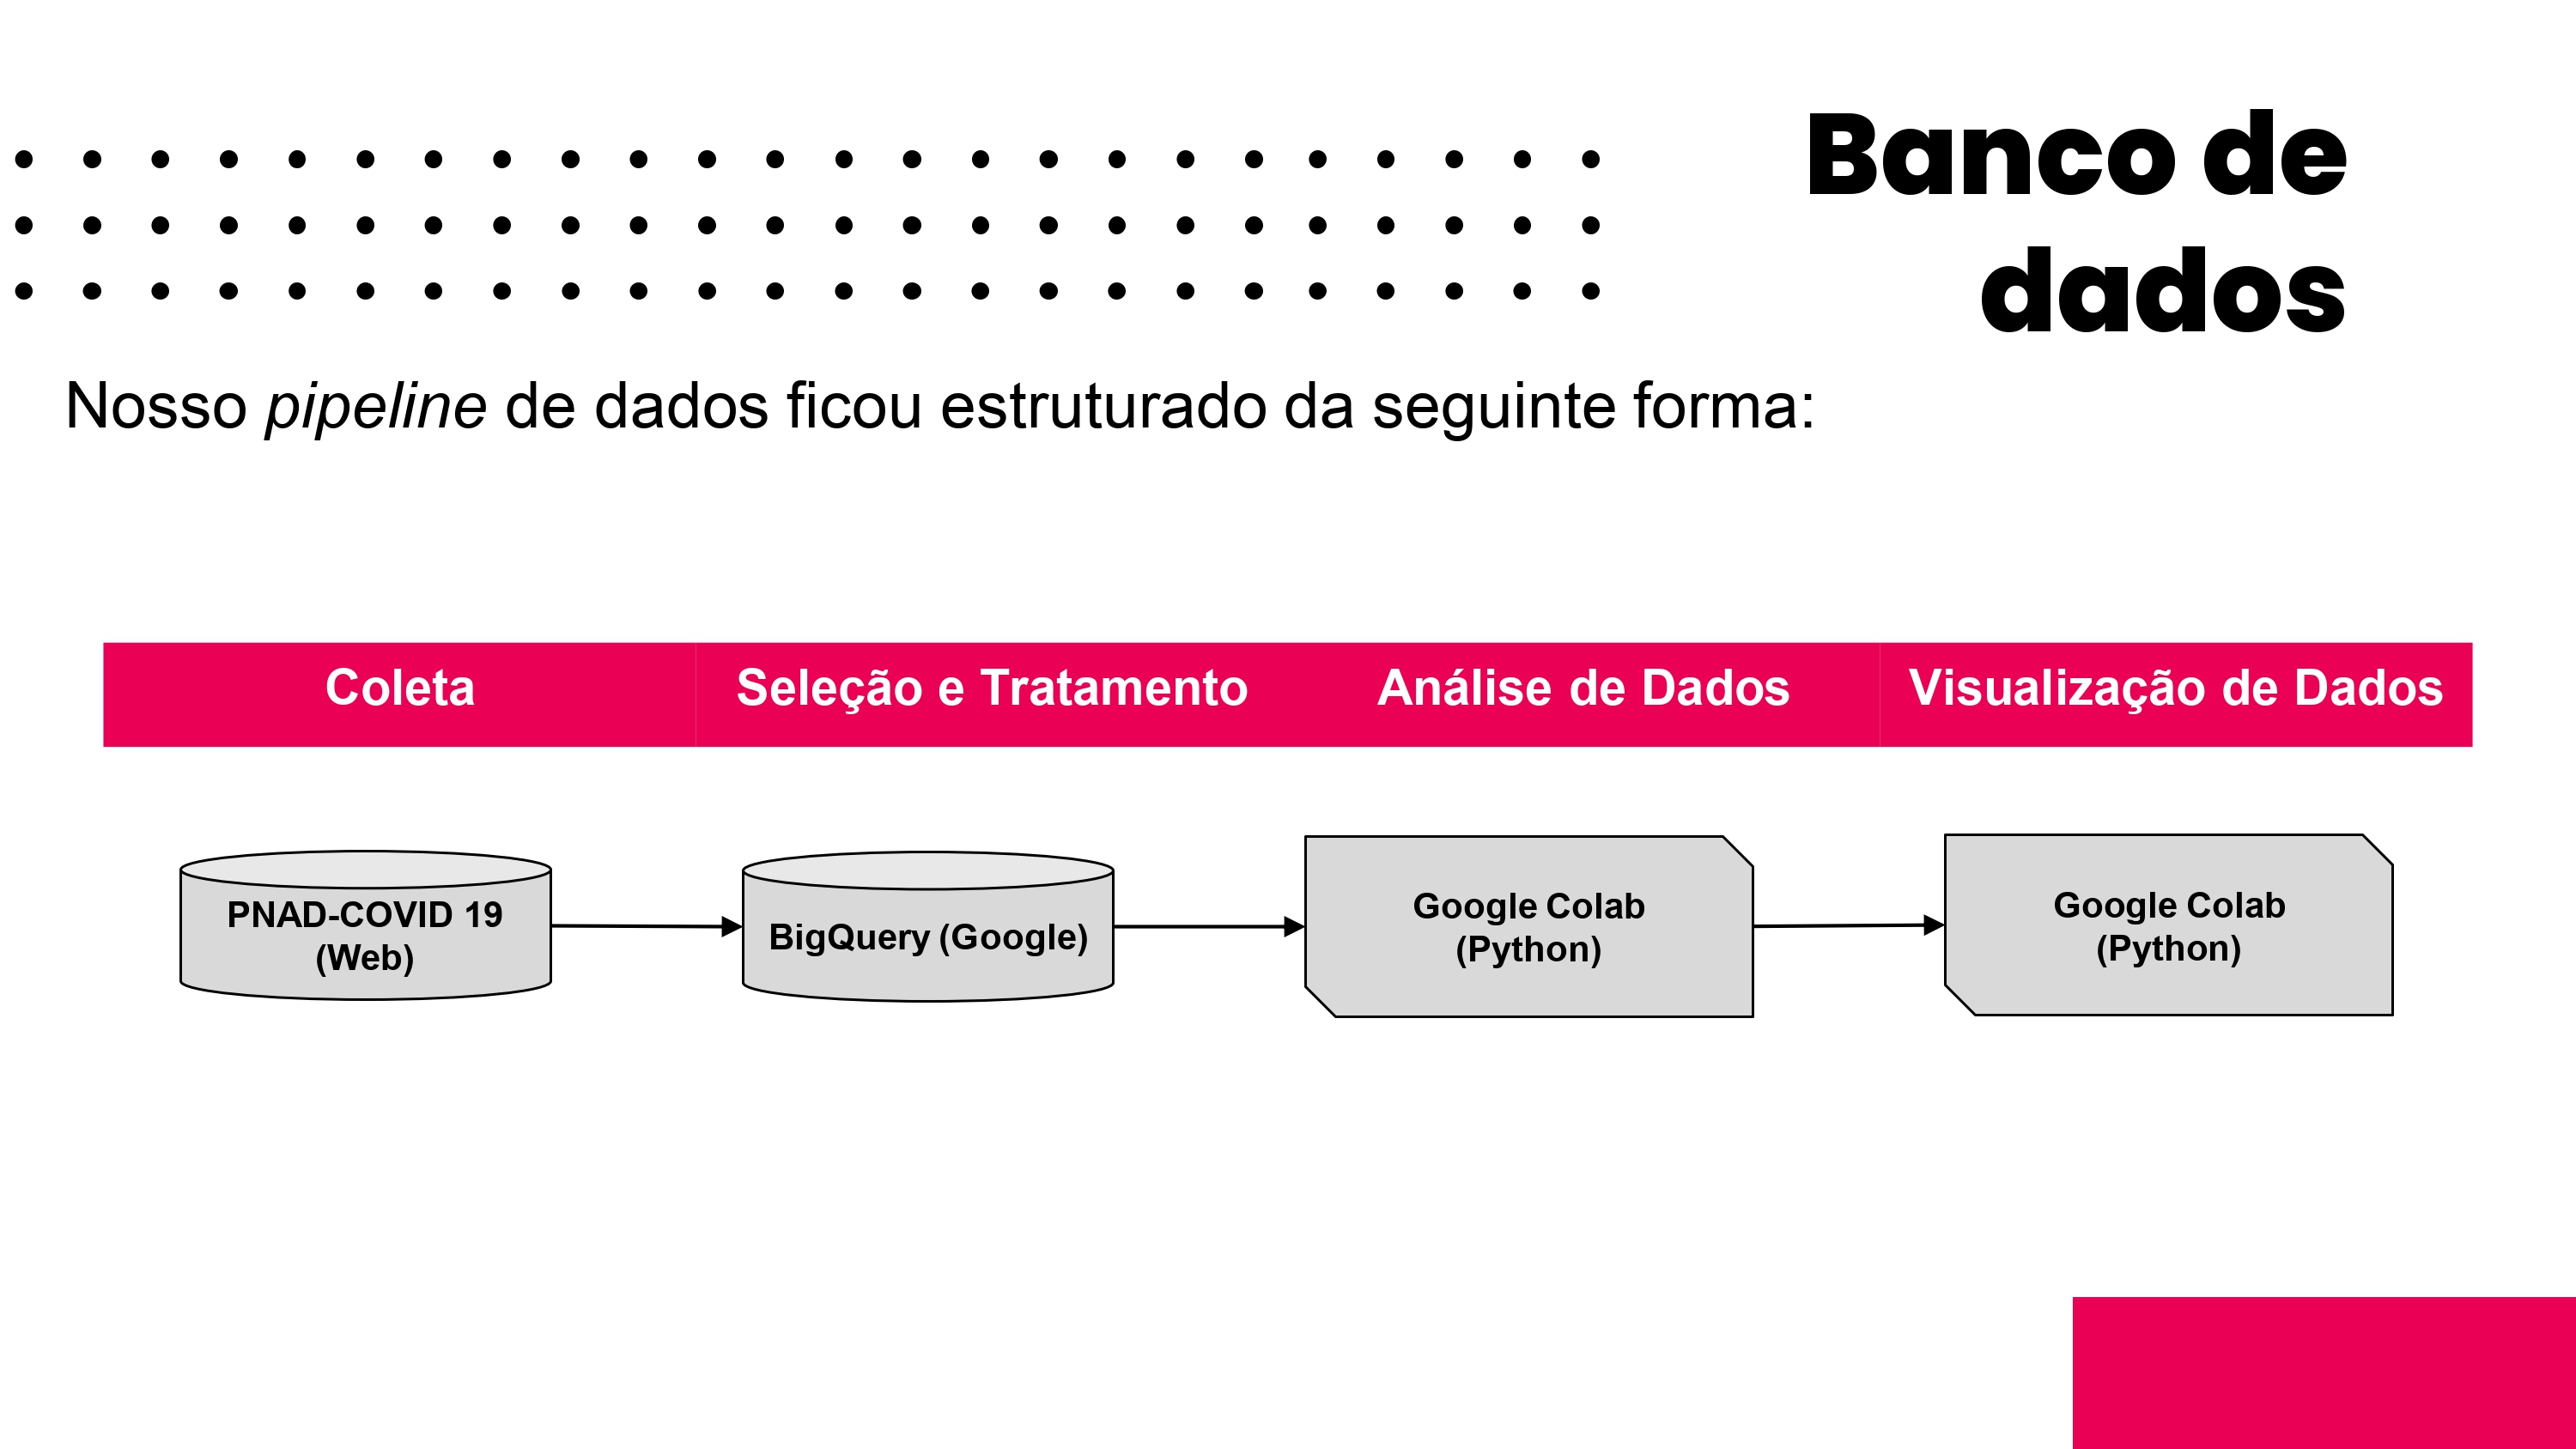 Banco de
dados
Nosso pipeline de dados ficou estruturado da seguinte forma:
Coleta
Seleção e Tratamento
Análise de Dados
Visualização de Dados
PNAD-COVID 19
(Web)
BigQuery (Google)
Google Colab
(Python)
Google Colab
(Python)